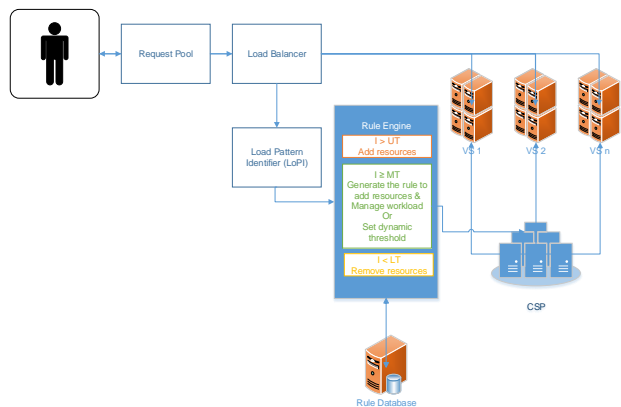 Request Pool
Load Balancer
VS 1
VS 2
VS n
Load Pattern
Identifier (LoPI)
Rule Engine
I > UT
Add resources
I ≥ MT
Generate the rule to
add resources &
Manage workload
Or
Set dynamic
threshold
I < LT
Remove resources
CSP
Rule Database